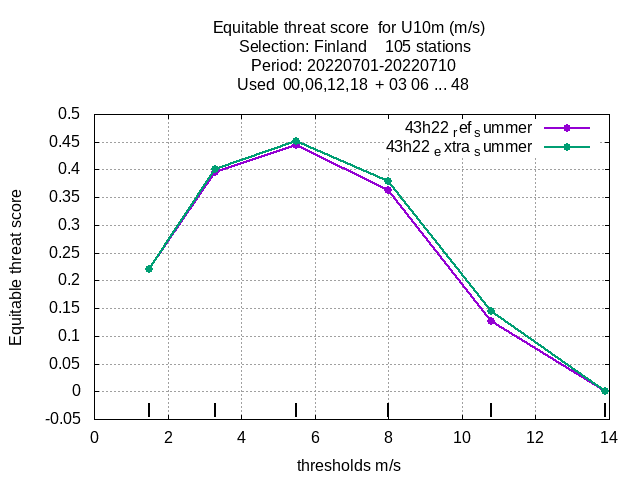 Equitable threat score  for U10m (m/s)
Selection: Finland    105 stations
Period: 20220701-20220710
Used  00,06,12,18  + 03 06 ... 48
43h22 ref summer
43h22 extra summer
Equitable threat score
0.5
0.45
0.4
0.35
0.3
0.25
0.2
0.15
0.1
0.05
0
-0.05
0 2 4 6 8 10 12 14
thresholds m/s